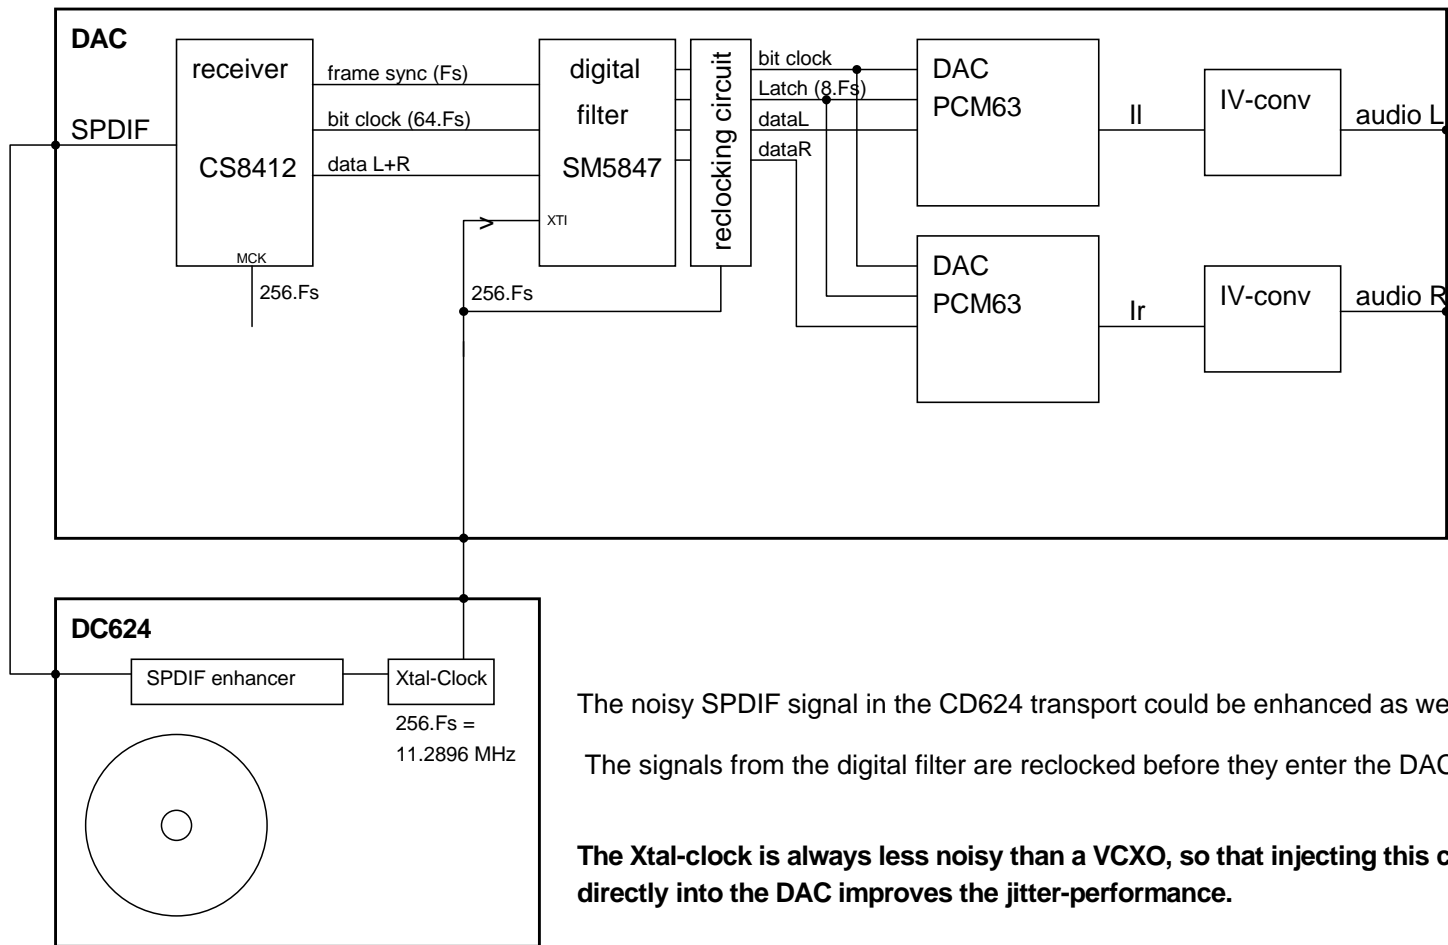 DAC
receiver
CS8412
MCK
256.Fs
SPDIF
frame sync (Fs)
bit clock (64.Fs)
data L+R
digital
filter
SM5847
XTI
256.Fs
reclocking circuit
bit clock
Latch (8.Fs)
dataL
dataR
DAC
PCM63
Il
IV-conv
audio L
DAC
PCM63
Ir
IV-conv
audio R
DC624
SPDIF enhancer
Xtal-Clock
256.Fs =
11.2896 MHz
The noisy SPDIF signal in the CD624 transport could be enhanced as we
The signals from the digital filter are reclocked before they enter the DAC
The Xtal-clock is always less noisy than a VCXO, so that injecting this c
directly into the DAC improves the jitter-performance.